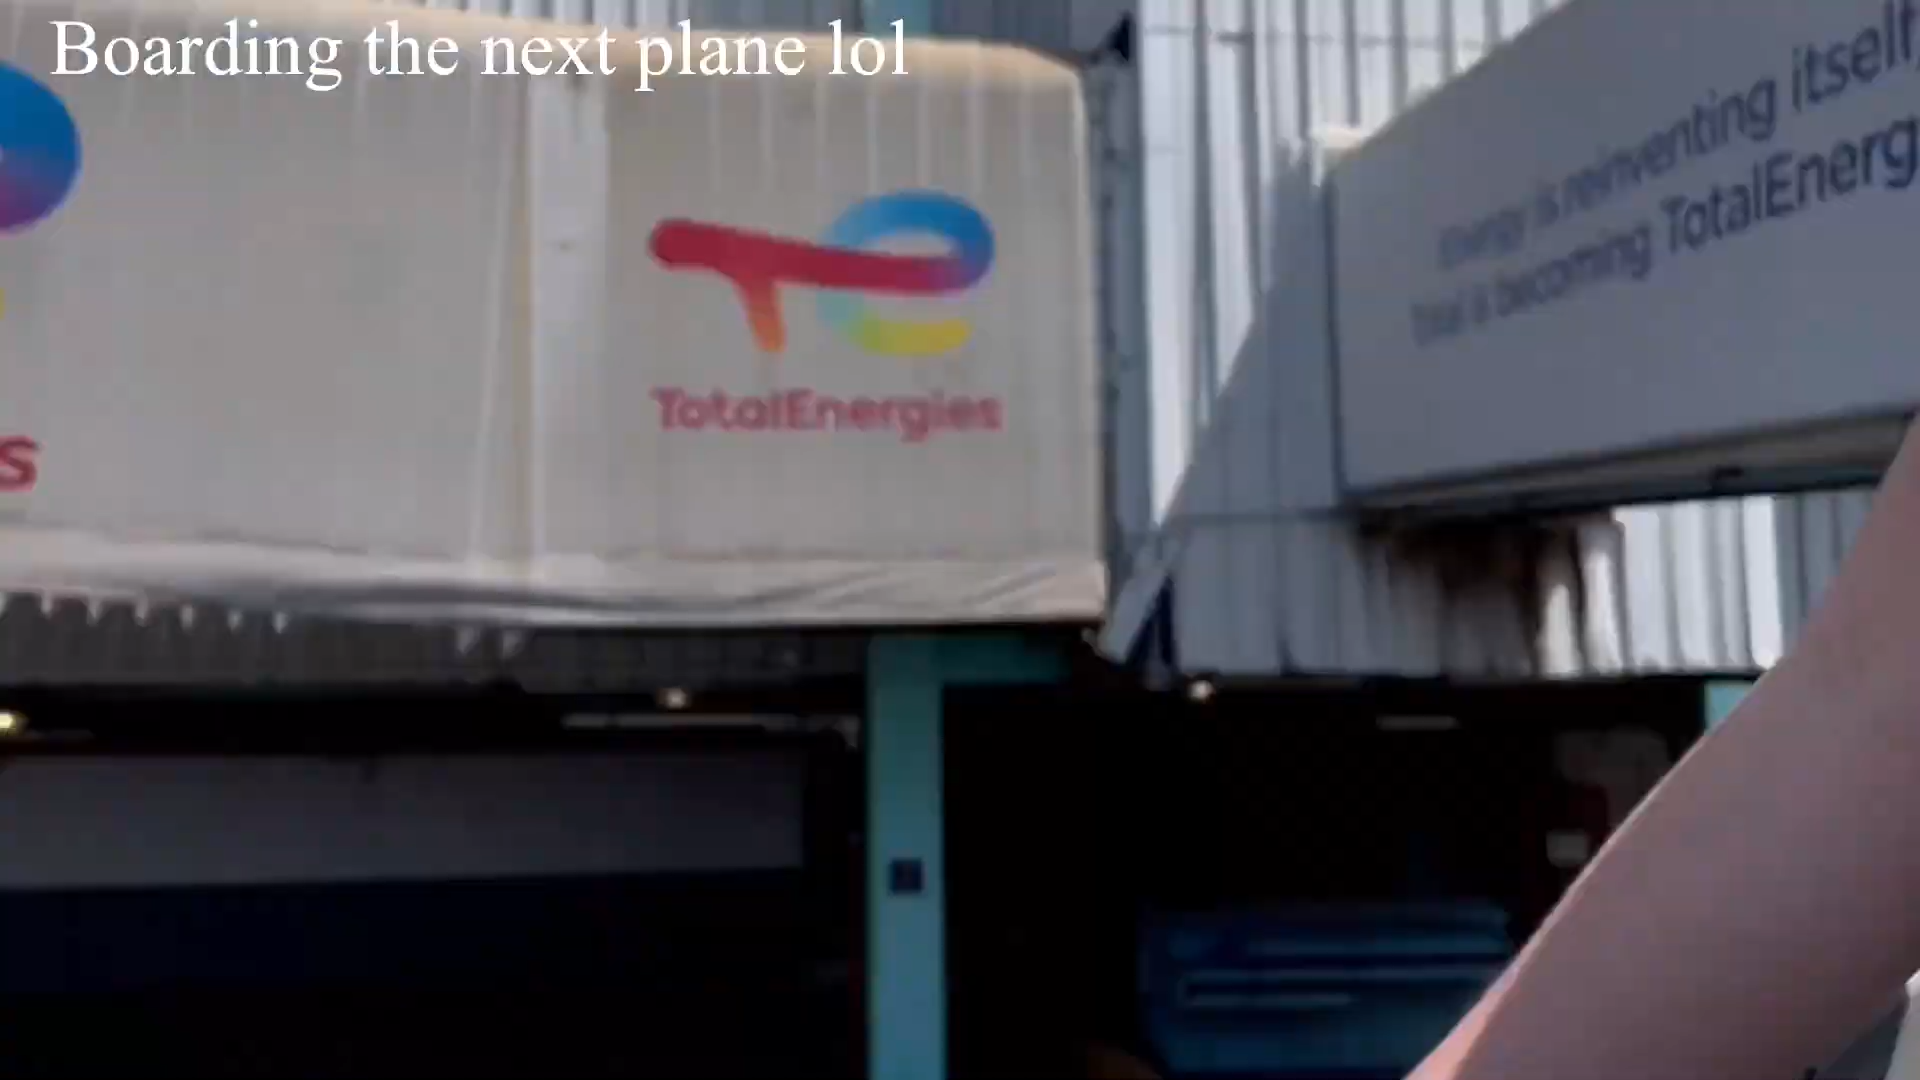 Boarding the next plane lol
s
TotalEnergies
Energy is reinventing itself,
Total is becoming TotalEnerg